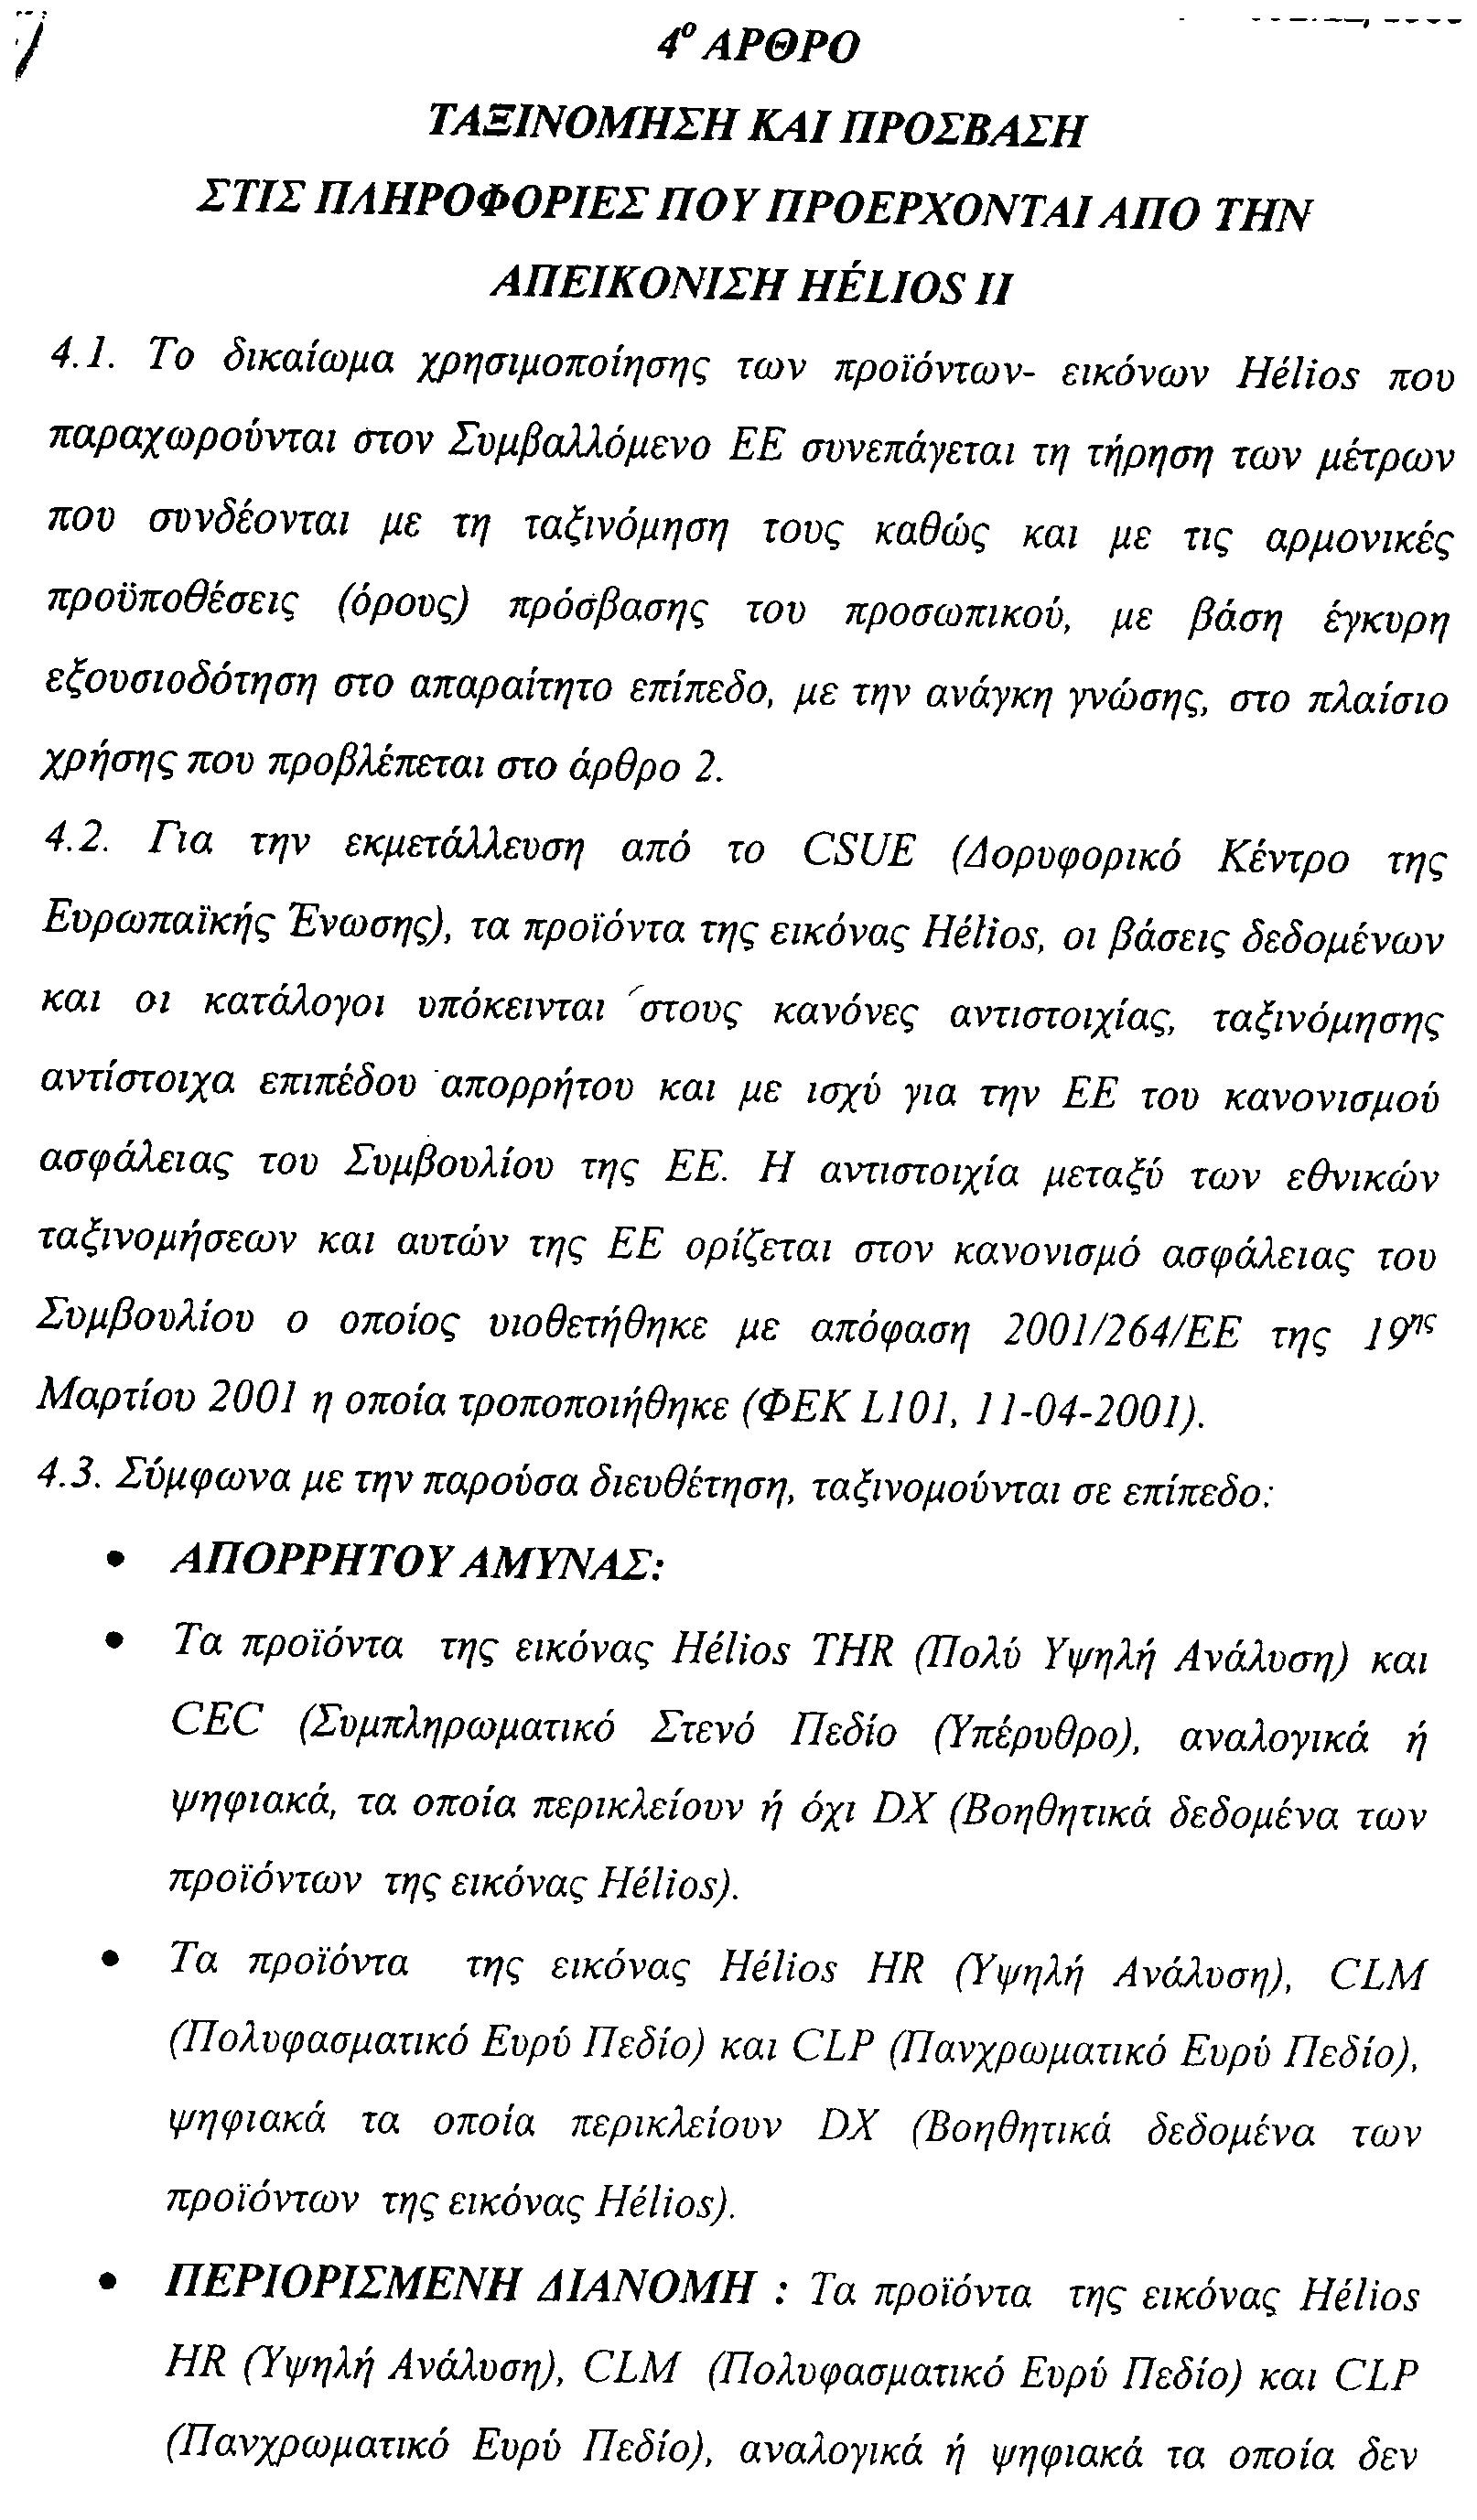 4º ΑΡΘΡΟ
ΤΑΞΙΝΟΜΗΣΗ ΚΑΙ ΠΡΟΣΒΑΣΗ
ΣΤΙΣ ΠΛΗΡΟΦΟΡΙΕΣ ΠΟΥ ΠΡΟΕΡΧΟΝΤΑΙ ΑΠΟ ΤΗΝ
ΑΠΕΙΚΟΝΙΣΗ HÉLIOS II
4.1. Το δικαίωμα χρησιμοποίησης των προϊόντων- εικόνων Hélios που
παραχωρούνται στον Συμβαλλόμενο ΕΕ συνεπάγεται τη τήρηση των μέτρων
που συνδέονται με τη ταξινόμηση τους καθώς και με τις αρμονικές
προϋποθέσεις (όρους) πρόσβασης του προσωπικού, με βάση έγκυρη
εξουσιοδότηση στο απαραίτητο επίπεδο, με την ανάγκη γνώσης, στο πλαίσιο
χρήσης που προβλέπεται στο άρθρο 2.
4.2. Για την εκμετάλλευση από το CSUE (Δορυφορικό Κέντρο της
Ευρωπαϊκής Ένωσης), τα προϊόντα της εικόνας Hélios, οι βάσεις δεδομένων
και οι κατάλογοι υπόκεινται στους κανόνες αντιστοιχίας, ταξινόμησης
αντίστοιχα επιπέδου απορρήτου και με ισχύ για την ΕΕ του κανονισμού
ασφάλειας του Συμβουλίου της ΕΕ. Η αντιστοιχία μεταξύ των εθνικών
ταξινομήσεων και αυτών της ΕΕ ορίζεται στον κανονισμό ασφάλειας του
Συμβουλίου ο οποίος υιοθετήθηκε με απόφαση 2001/264/ΕΕ της 19ης
Μαρτίου 2001 η οποία τροποποιήθηκε (ΦΕΚ L101, 11-04-2001).
4.3. Σύμφωνα με την παρούσα διευθέτηση, ταξινομούνται σε επίπεδο:
• ΑΠΟΡΡΗΤΟΥ ΑΜΥΝΑΣ:
• Τα προϊόντα της εικόνας Hélios THR (Πολύ Υψηλή Ανάλυση) και
CEC (Συμπληρωματικό Στενό Πεδίο (Υπέρυθρο), αναλογικά ή
ψηφιακά, τα οποία περικλείουν ή όχι DX (Βοηθητικά δεδομένα των
προϊόντων της εικόνας Hélios).
• Τα προϊόντα της εικόνας Hélios HR (Υψηλή Ανάλυση), CLM
(Πολυφασματικό Ευρύ Πεδίο) και CLP (Πανχρωματικό Ευρύ Πεδίο),
ψηφιακά τα οποία περικλείουν DX (Βοηθητικά δεδομένα των
προϊόντων της εικόνας Hélios).
• ΠΕΡΙΟΡΙΣΜΕΝΗ ΔΙΑΝΟΜΗ : Τα προϊόντα της εικόνας Hélios
HR (Υψηλή Ανάλυση), CLM (Πολυφασματικό Ευρύ Πεδίο) και CLP
(Πανχρωματικό Ευρύ Πεδίο), αναλογικά ή ψηφιακά τα οποία δεν